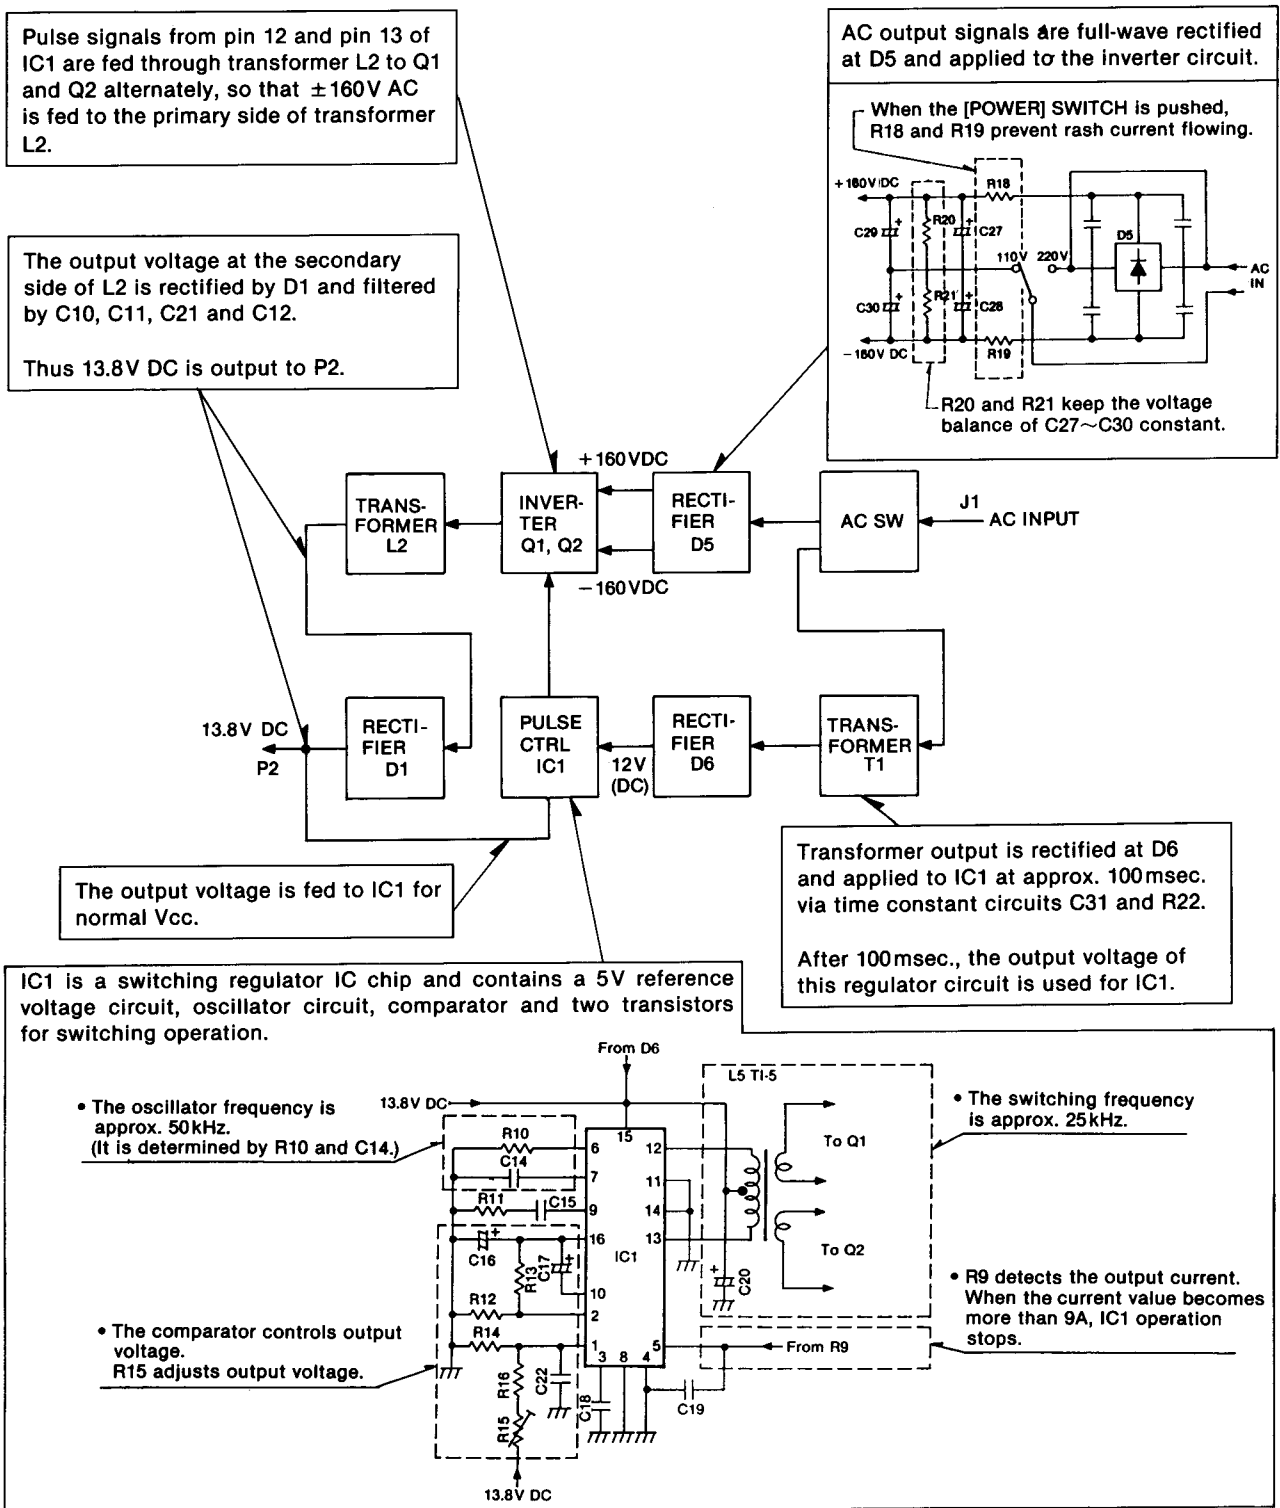 Pulse signals from pin 12 and pin 13 of
IC1 are fed through transformer L2 to Q1
and Q2 alternately, so that ±160V AC
is fed to the primary side of transformer
L2.
AC output signals are full-wave rectified
at D5 and applied to the inverter circuit.
When the [POWER] SWITCH is pushed,
R18 and R19 prevent rash current flowing.
+160V DC
R18
C29
R20
C27
110V
220V
D5
AC
IN
C30
R21
C28
−160V DC
R19
R20 and R21 keep the voltage
balance of C27~C30 constant.
The output voltage at the secondary
side of L2 is rectified by D1 and filtered
by C10, C11, C21 and C12.
Thus 13.8V DC is output to P2.
TRANS-
FORMER
L2
INVER-
TER
Q1, Q2
+160VDC
−160VDC
RECTI-
FIER
D5
AC SW
J1
AC INPUT
13.8V DC
P2
RECTI-
FIER
D1
PULSE
CTRL
IC1
12V
(DC)
RECTI-
FIER
D6
TRANS-
FORMER
T1
The output voltage is fed to IC1 for
normal Vcc.
Transformer output is rectified at D6
and applied to IC1 at approx. 100msec.
via time constant circuits C31 and R22.
After 100msec., the output voltage of
this regulator circuit is used for IC1.
IC1 is a switching regulator IC chip and contains a 5V reference
voltage circuit, oscillator circuit, comparator and two transistors
for switching operation.
• The oscillator frequency is
approx. 50kHz.
(It is determined by R10 and C14.)
From D6
13.8V DC
L5 TI-5
• The switching frequency
is approx. 25kHz.
R10
6
15
12
C14
7
11
R11
C15
9
14
16
13
IC1
C16
R13
C17
10
R12
2
R14
1
5
3
8
4
To Q1
To Q2
C20
From R9
• R9 detects the output current.
When the current value becomes
more than 9A, IC1 operation
stops.
• The comparator controls output
voltage.
R15 adjusts output voltage.
R16
C22
C18
C19
R15
13.8V DC